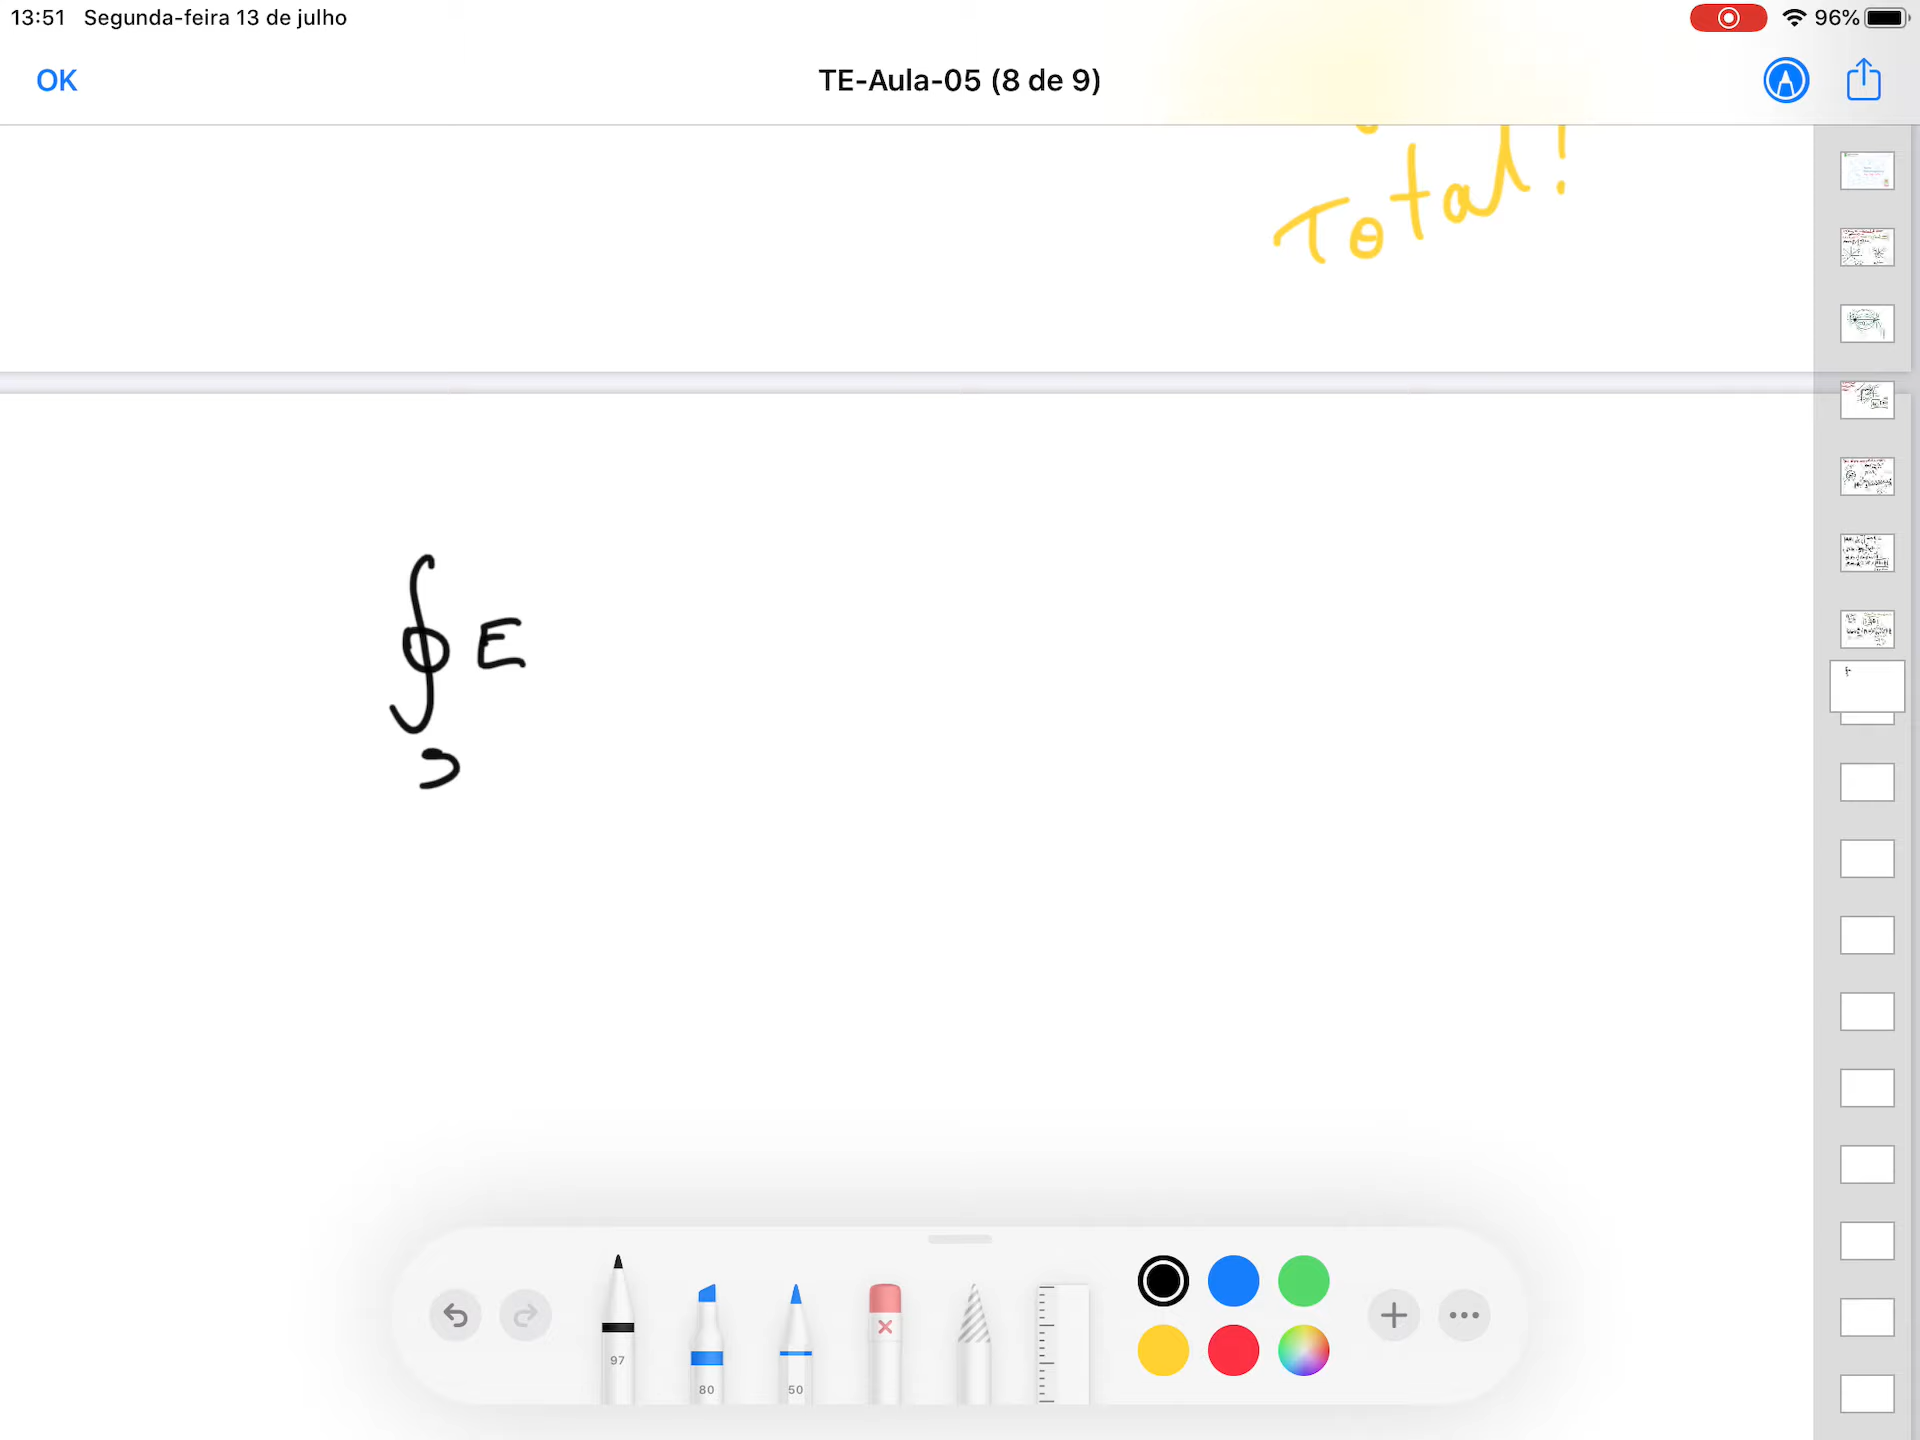 13:51 Segunda-feira 13 de julho 96%
OK TE-Aula-05 (8 de 9)
Total!
∮ E
97 80 50